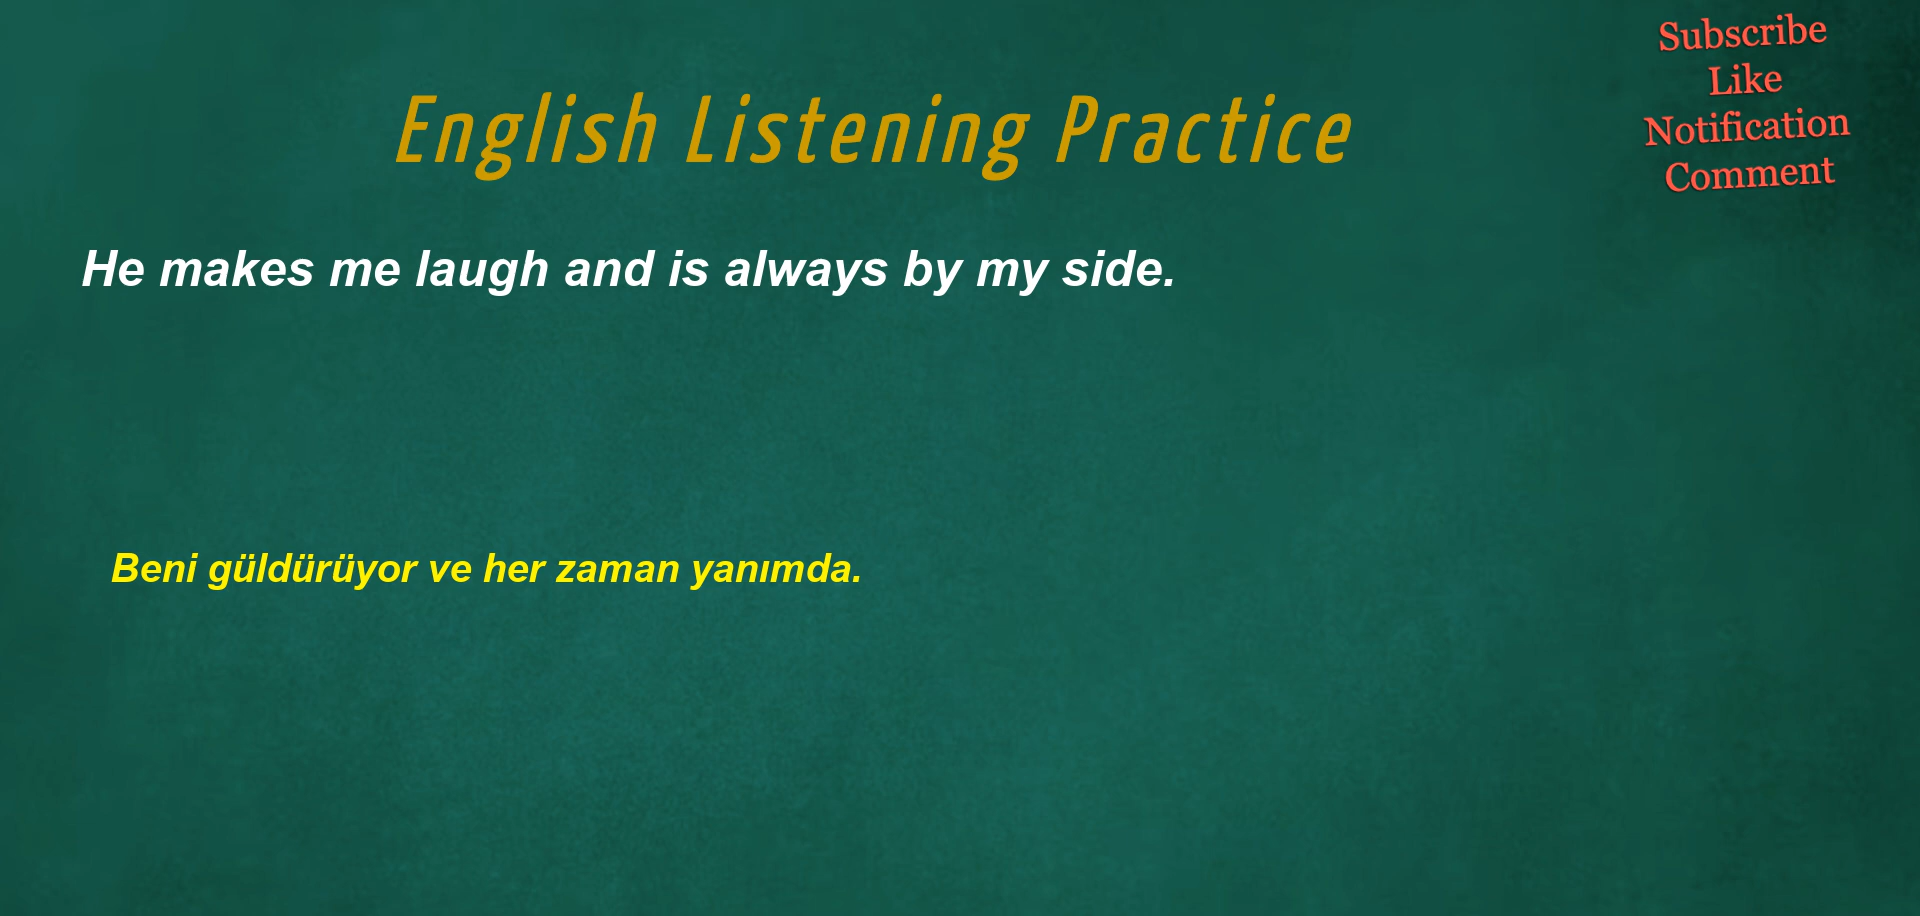 English Listening Practice
Subscribe
Like
Notification
Comment
He makes me laugh and is always by my side.
Beni güldürüyor ve her zaman yanımda.